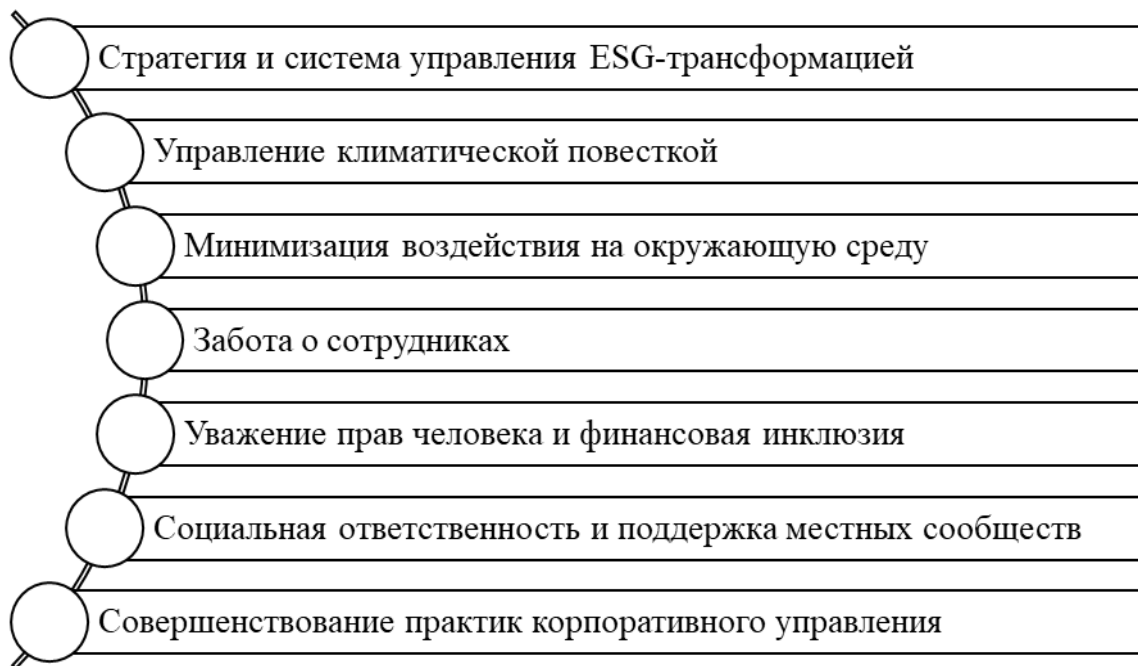 Стратегия и система управления ESG-трансформацией
Управление климатической повесткой
Минимизация воздействия на окружающую среду
Забота о сотрудниках
Уважение прав человека и финансовая инклюзия
Социальная ответственность и поддержка местных сообществ
Совершенствование практик корпоративного управления